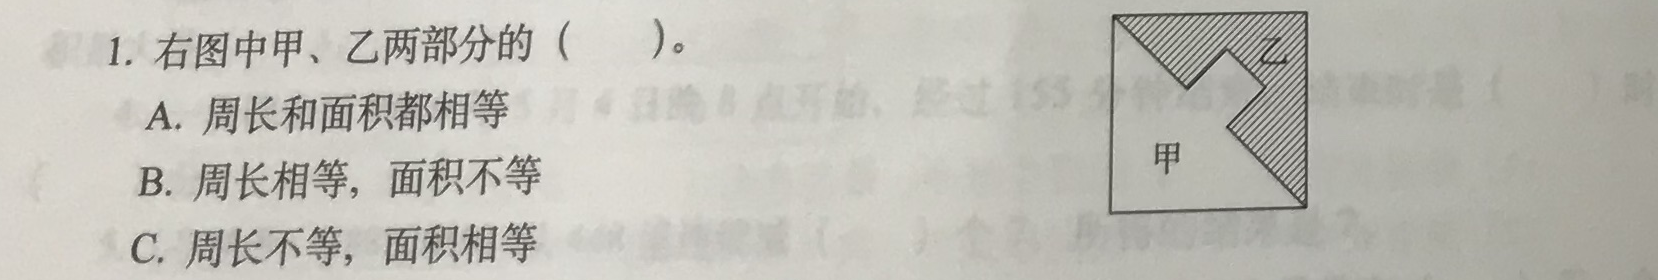 1. 右图中甲、乙两部分的（　　）。
A. 周长和面积都相等
B. 周长相等，面积不等
C. 周长不等，面积相等
乙
甲